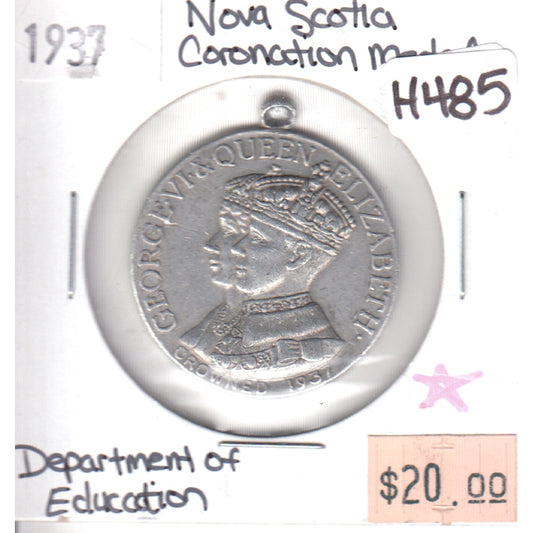 1937
Nova Scotia
Coronation
H485
GEORGE VI · & QUEEN · ELIZABETH ·
CROWNED 1937
Department of
Education
$20.00